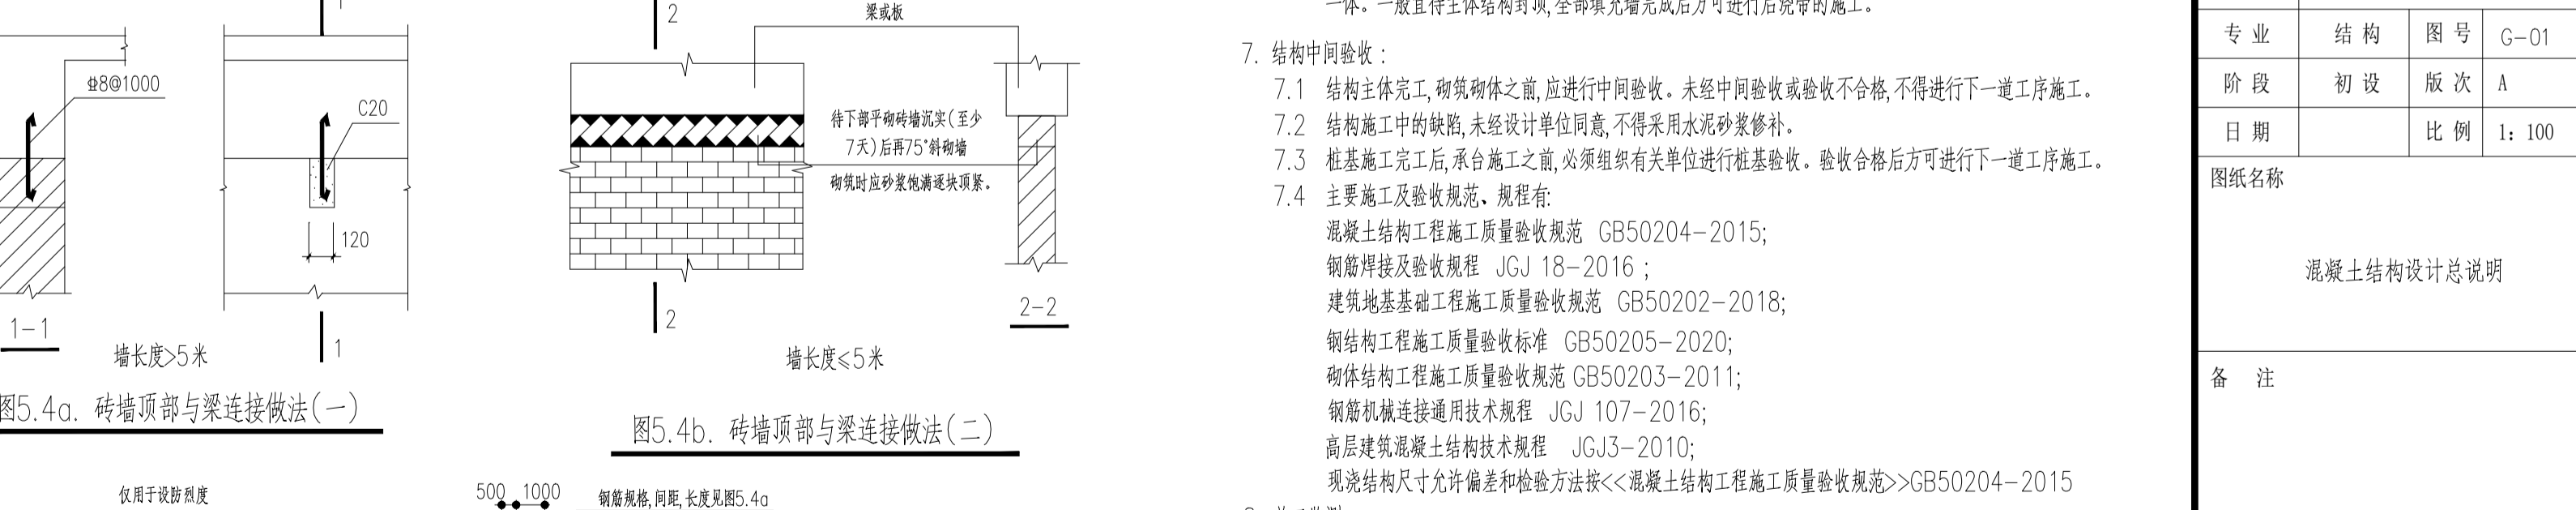 1
⌀8@1000
C20
120
1-1
1
墙长度>5米
图5.4a. 砖墙顶部与梁连接做法(一)
仅用于设防烈度
2
梁或板
待下部平砌砖墙沉实(至少
7天)后再75°斜砌墙
砌筑时应砂浆饱满逐块顶紧。
2
2-2
墙长度≤5米
图5.4b. 砖墙顶部与梁连接做法(二)
500 1000
钢筋规格,间距,长度见图5.4a
一体。一般宜待主体结构封顶,全部填充墙完成后方可进行后浇带的施工。
7. 结构中间验收:
7.1 结构主体完工,砌筑砌体之前,应进行中间验收。未经中间验收或验收不合格,不得进行下一道工序施工。
7.2 结构施工中的缺陷,未经设计单位同意,不得采用水泥砂浆修补。
7.3 桩基施工完工后,承台施工之前,必须组织有关单位进行桩基验收。验收合格后方可进行下一道工序施工。
7.4 主要施工及验收规范、规程有:
混凝土结构工程施工质量验收规范 GB50204-2015;
钢筋焊接及验收规程 JGJ 18-2016;
建筑地基基础工程施工质量验收规范 GB50202-2018;
钢结构工程施工质量验收标准 GB50205-2020;
砌体结构工程施工质量验收规范 GB50203-2011;
钢筋机械连接通用技术规程 JGJ 107-2016;
高层建筑混凝土结构技术规程 JGJ3-2010;
现浇结构尺寸允许偏差和检验方法按<<混凝土结构工程施工质量验收规范>>GB50204-2015
专 业 结 构 图 号 G-01
阶 段 初 设 版 次 A
日 期 比 例 1: 100
图纸名称
混凝土结构设计总说明
备 注